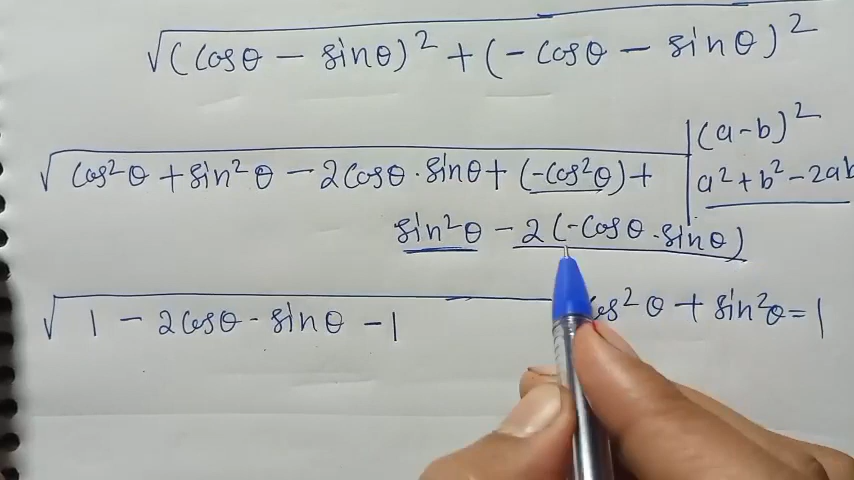 √(cosθ - sinθ)² + (-cosθ - sinθ)²
(a-b)²
√cos²θ + sin²θ - 2cosθ·sinθ + (-cos²θ) +
a² + b² - 2ab
sin²θ - 2(-cosθ·sinθ)
√1 - 2cosθ·sinθ - 1
θ + sin²θ = 1